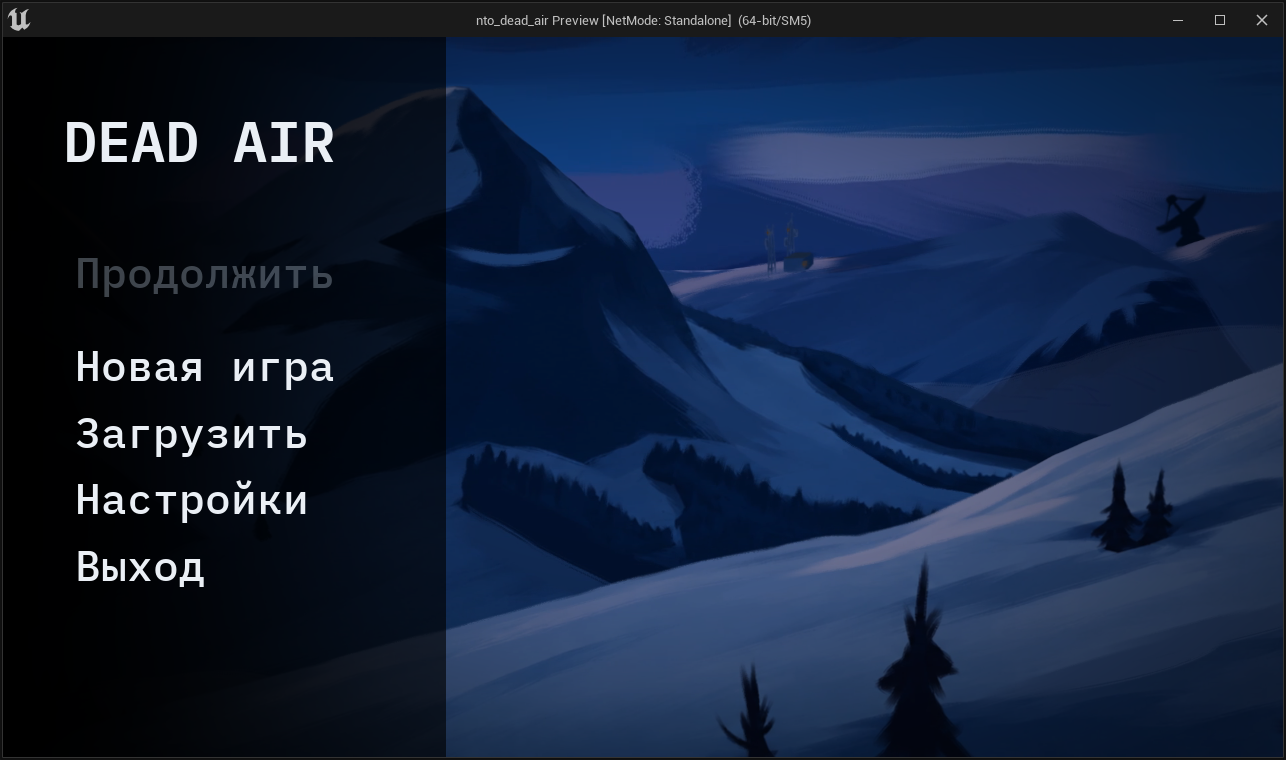 nto_dead_air Preview [NetMode: Standalone] (64-bit/SM5)
DEAD AIR
Продолжить
Новая игра
Загрузить
Настройки
Выход